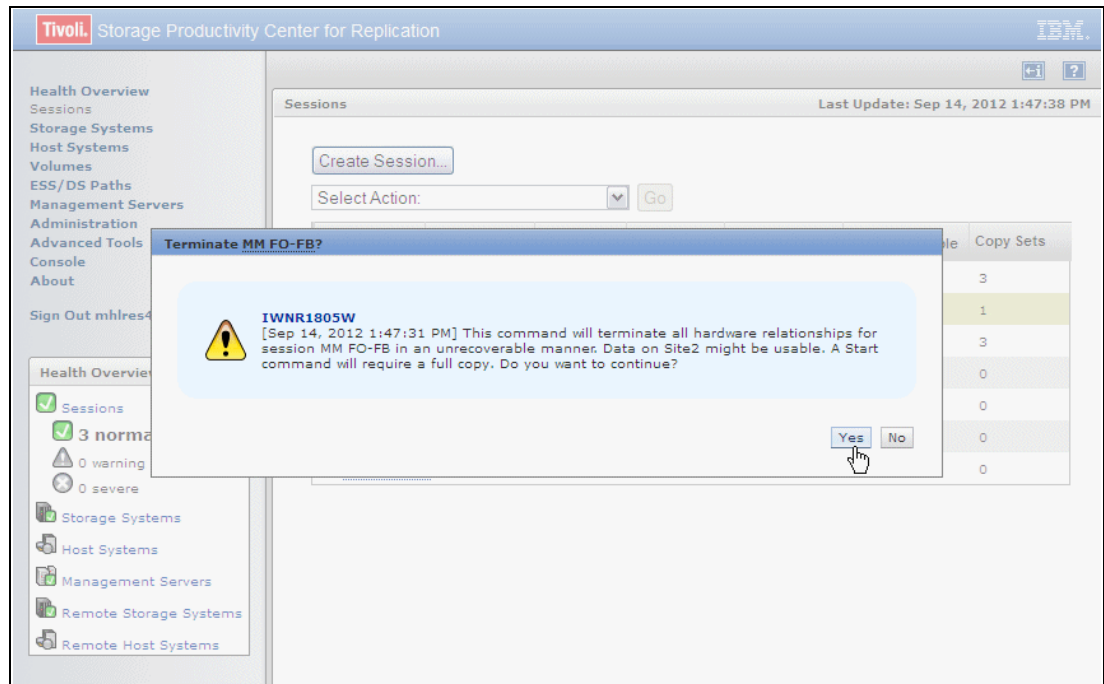 Tivoli. Storage Productivity Center for Replication
IBM.
Health Overview
Sessions
Storage Systems
Host Systems
Volumes
ESS/DS Paths
Management Servers
Administration
Advanced Tools
Console
About
Sign Out mhlres4
Health Overvie
Sessions
3 norma
0 warning
0 severe
Storage Systems
Host Systems
Management Servers
Remote Storage Systems
Remote Host Systems
?
Sessions
Last Update: Sep 14, 2012 1:47:38 PM
Create Session...
Select Action:
Go
Copy Sets
3
1
3
0
0
0
0
Terminate MM FO-FB?
IWNR1805W
[Sep 14, 2012 1:47:31 PM] This command will terminate all hardware relationships for
session MM FO-FB in an unrecoverable manner. Data on Site2 might be usable. A Start
command will require a full copy. Do you want to continue?
Yes
No